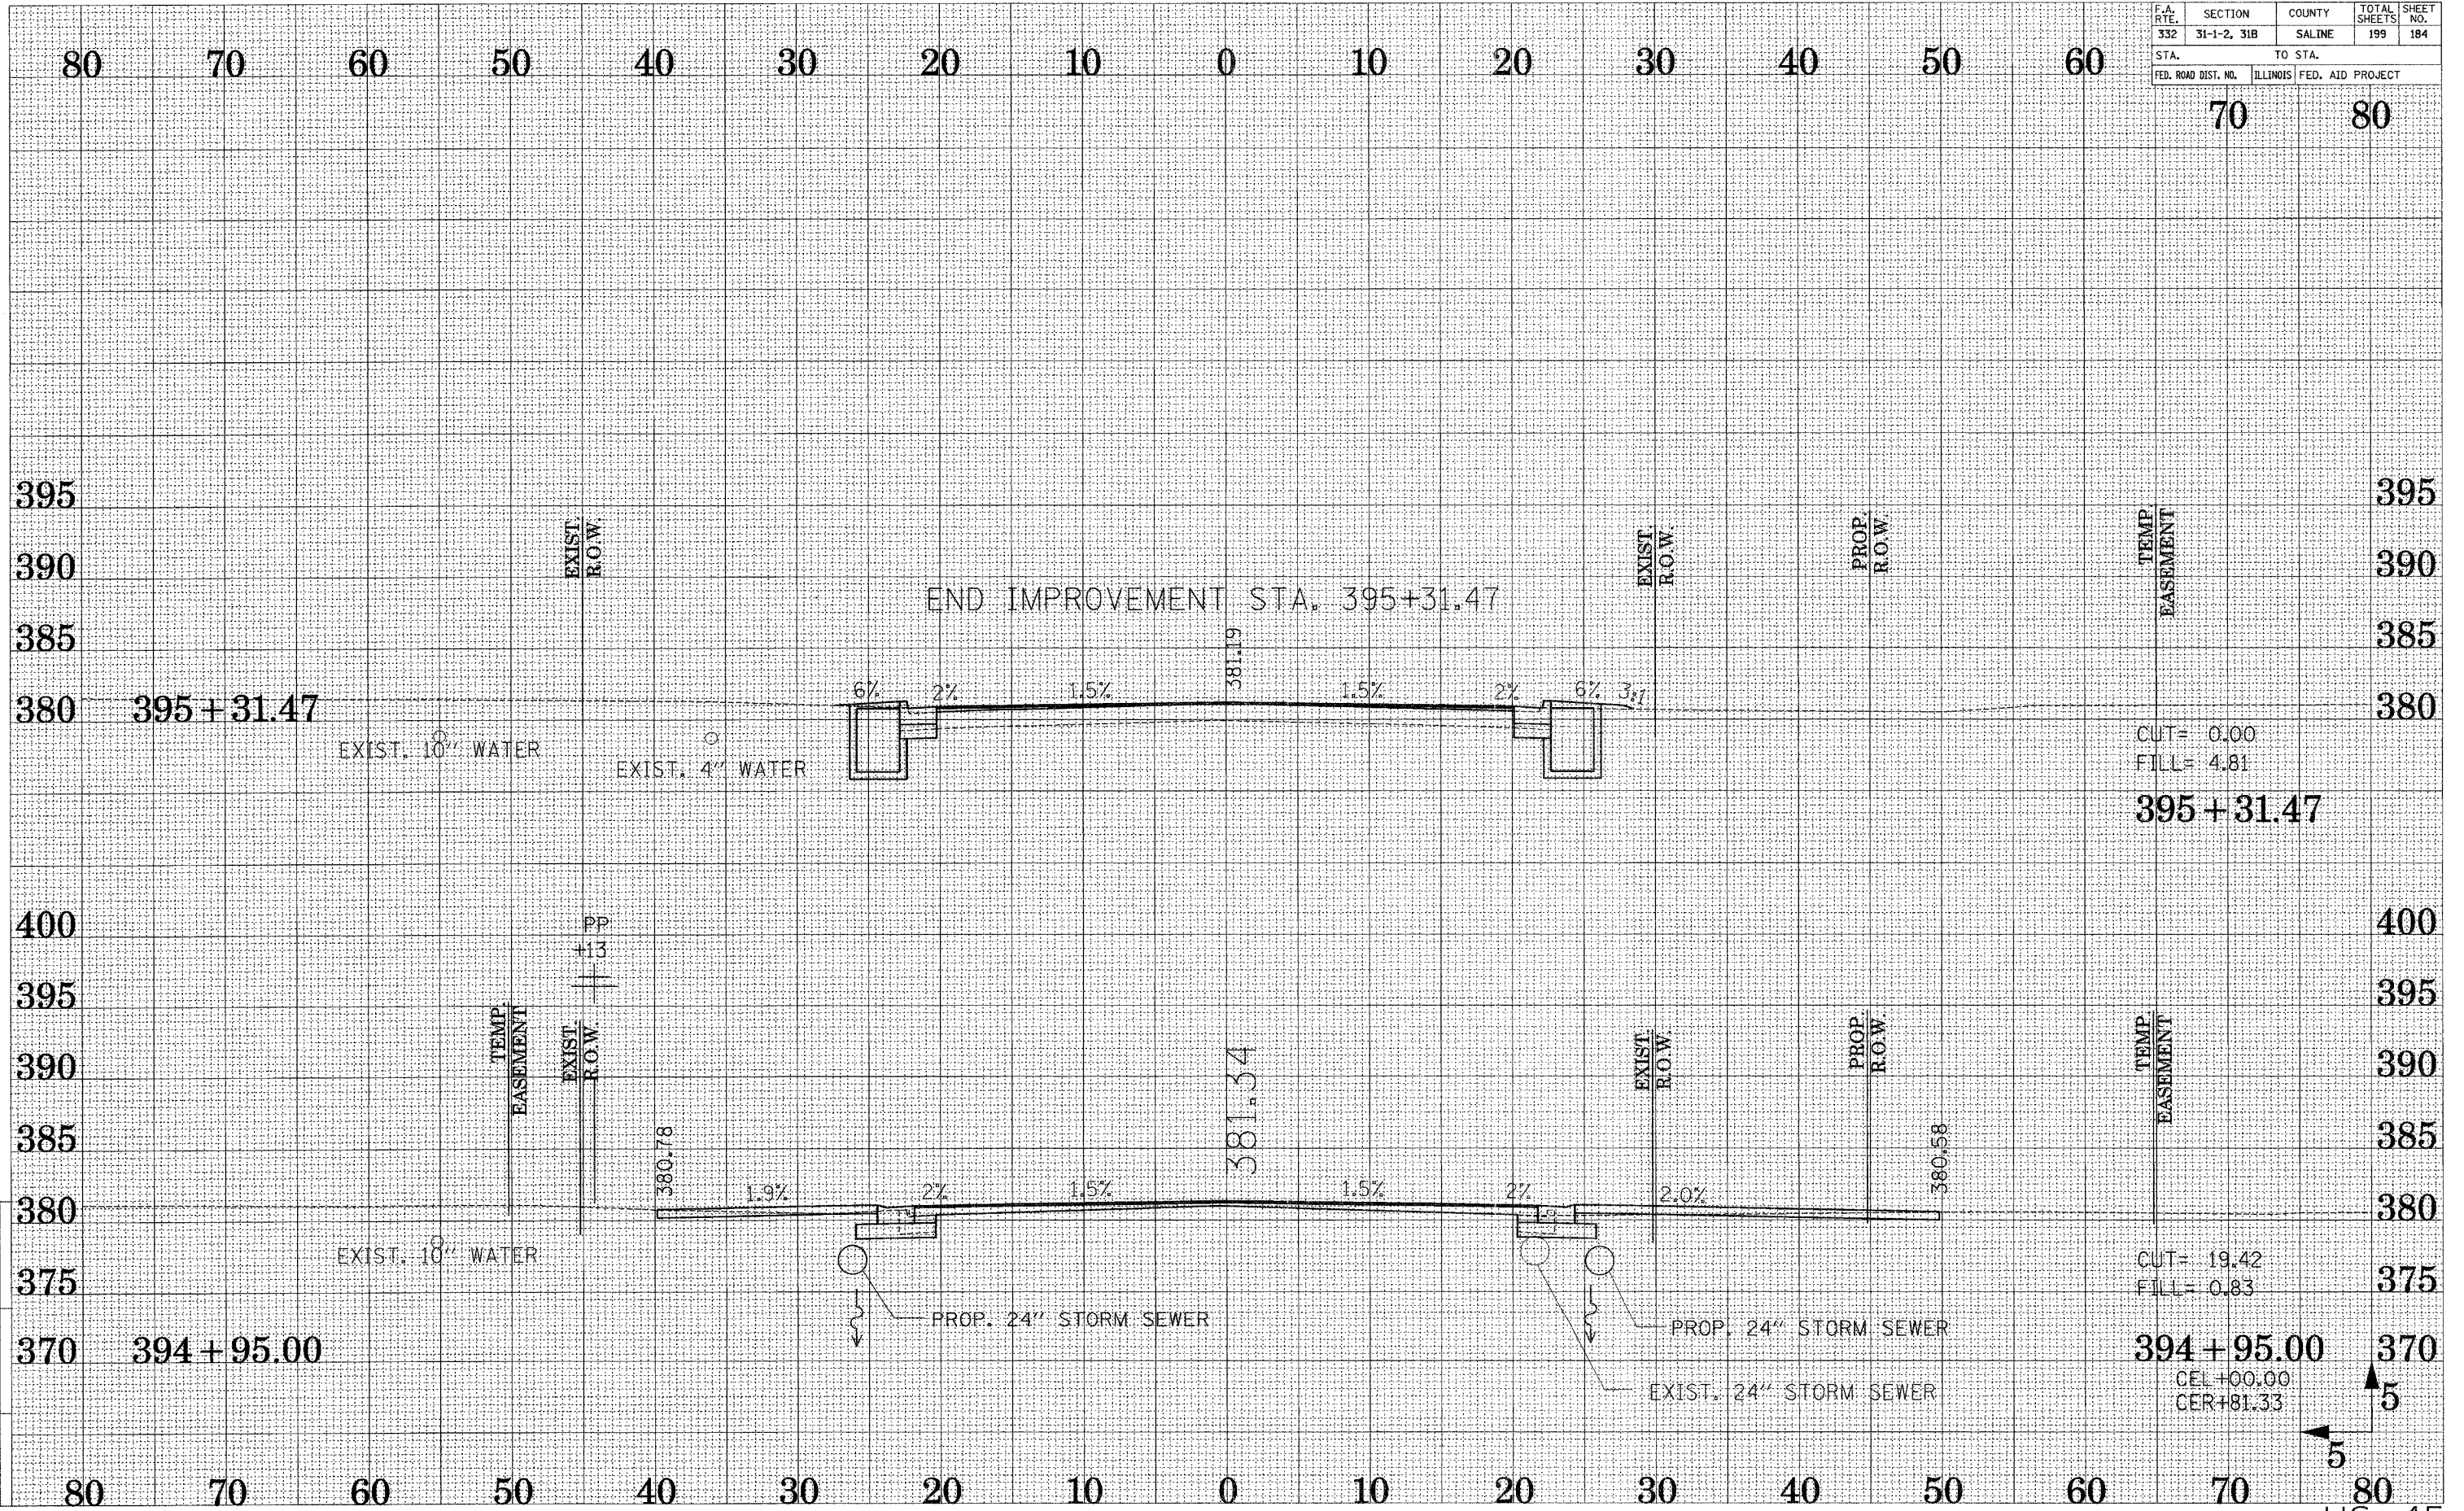 F.A. RTE. SECTION COUNTY TOTAL SHEETS SHEET NO.
332 31-1-2, 31B SALINE 199 184
STA. TO STA.
FED. ROAD DIST. NO. ILLINOIS FED. AID PROJECT
80 70 60 50 40 30 20 10 0 10 20 30 40 50 60
70 80
395 395
EXIST. R.O.W.
EXIST. R.O.W.
PROP. R.O.W.
TEMP. EASEMENT
390 390
END IMPROVEMENT STA. 395+31.47
385 385
381.19
6% 2% 1.5% 1.5% 2% 6% 3:1
380 395+31.47 380
CUT= 0.00
EXIST. 10" WATER
EXIST. 4" WATER
FILL= 4.81
395+31.47
400 400
PP
+13
395 395
TEMP. EASEMENT
EXIST. R.O.W.
EXIST. R.O.W.
PROP. R.O.W.
TEMP. EASEMENT
390 390
381.34
385 385
380.78
380.58
1.9% 2% 1.5% 1.5% 2% 2.0%
380 380
EXIST. 10" WATER
CUT= 19.42
375 375
FILL= 0.83
PROP. 24" STORM SEWER
PROP. 24" STORM SEWER
370 394+95.00 394+95.00 370
CEL+00.00
EXIST. 24" STORM SEWER
CER+81.33
5
5
80 70 60 50 40 30 20 10 0 10 20 30 40 50 60 70 80